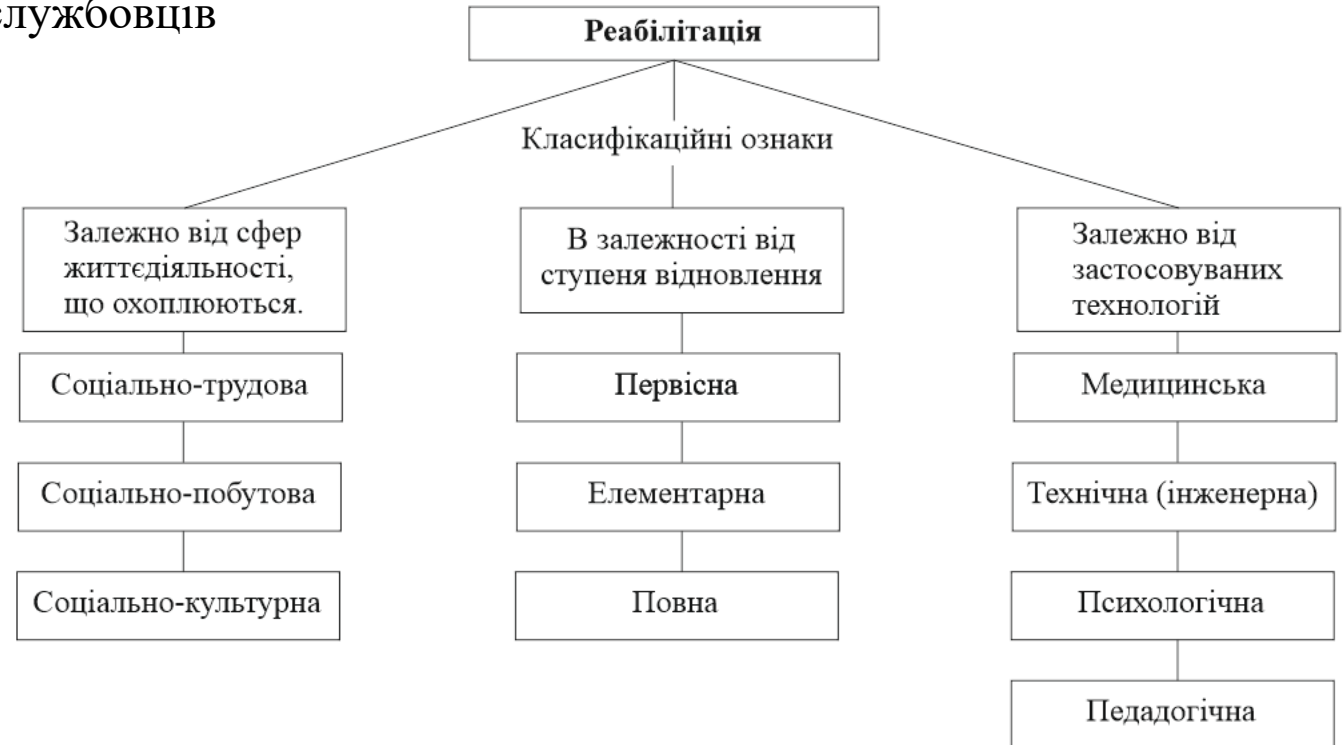 службовців
Реабілітація
Класифікаційні ознаки
Залежно від сфер
життєдіяльності,
що охоплюються.
Соціально-трудова
Соціально-побутова
Соціально-культурна
В залежності від
ступеня відновлення
Первісна
Елементарна
Повна
Залежно від
застосовуваних
технологій
Медицинська
Технічна (інженерна)
Психологічна
Педадогічна